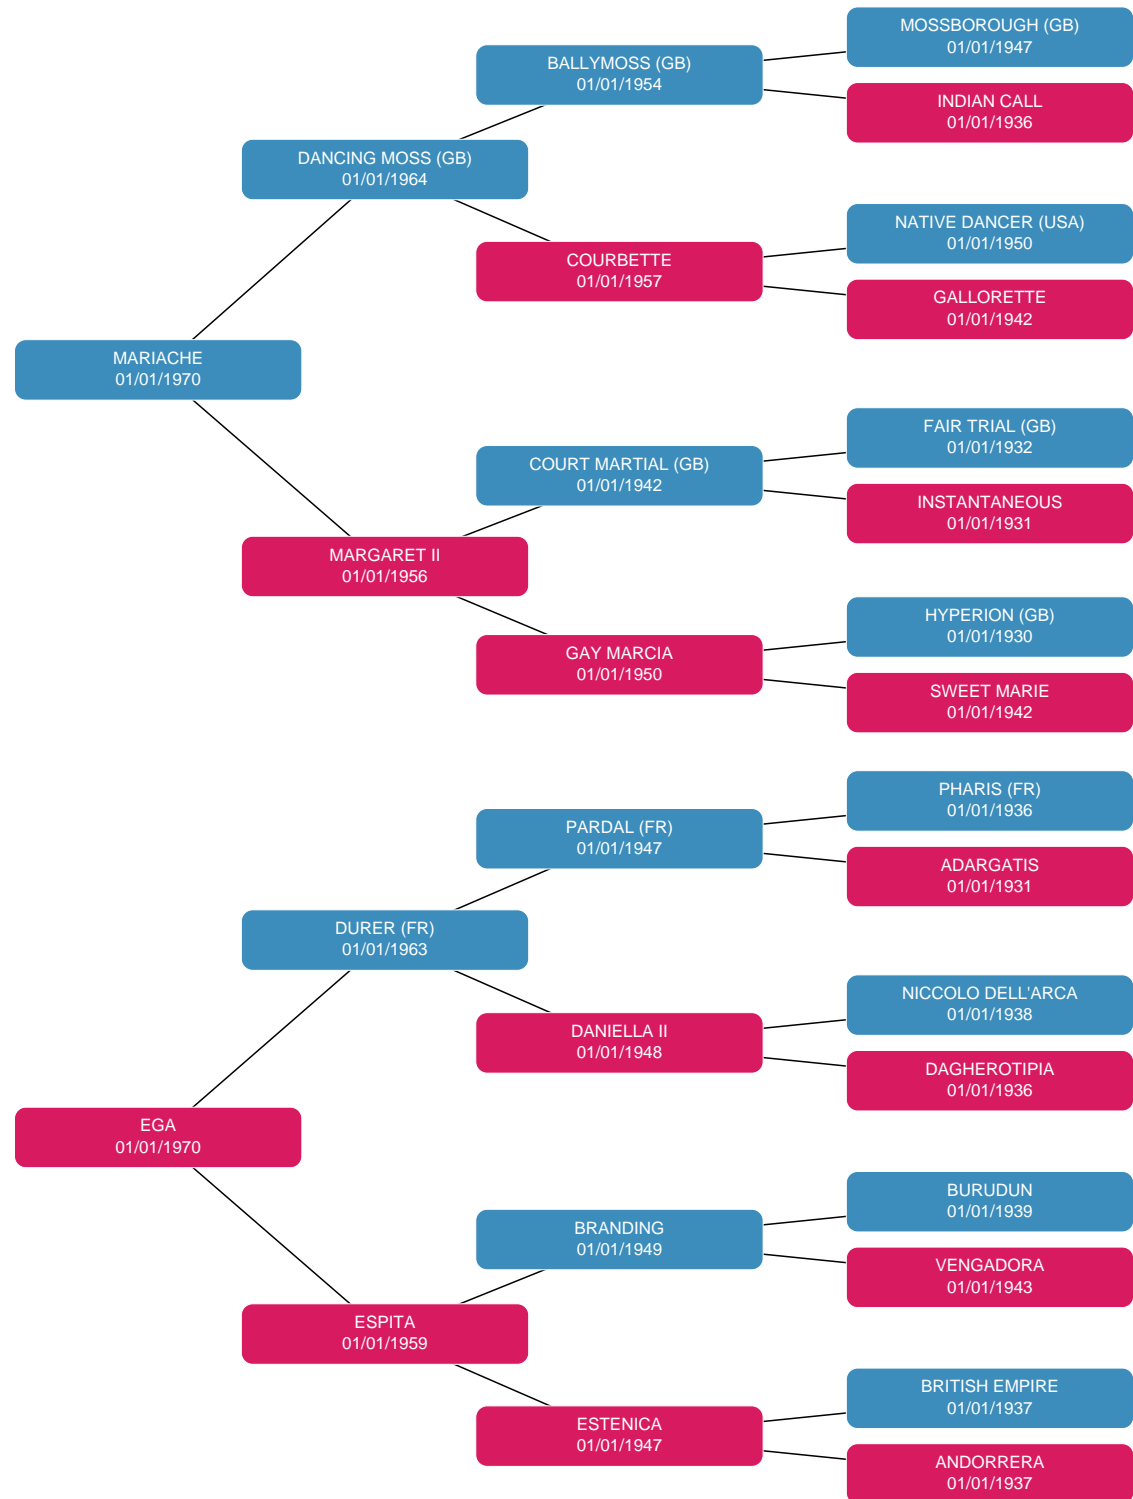 MOSSBOROUGH (GB)
01/01/1947
BALLYMOSS (GB)
01/01/1954
INDIAN CALL
01/01/1936
DANCING MOSS (GB)
01/01/1964
NATIVE DANCER (USA)
01/01/1950
COURBETTE
01/01/1957
GALLORETTE
01/01/1942
MARIACHE
01/01/1970
FAIR TRIAL (GB)
01/01/1932
COURT MARTIAL (GB)
01/01/1942
INSTANTANEOUS
01/01/1931
MARGARET II
01/01/1956
HYPERION (GB)
01/01/1930
GAY MARCIA
01/01/1950
SWEET MARIE
01/01/1942
PHARIS (FR)
01/01/1936
PARDAL (FR)
01/01/1947
ADARGATIS
01/01/1931
DURER (FR)
01/01/1963
NICCOLO DELL'ARCA
01/01/1938
DANIELLA II
01/01/1948
DAGHEROTIPIA
01/01/1936
EGA
01/01/1970
BURUDUN
01/01/1939
BRANDING
01/01/1949
VENGADORA
01/01/1943
ESPITA
01/01/1959
BRITISH EMPIRE
01/01/1937
ESTENICA
01/01/1947
ANDORRERA
01/01/1937